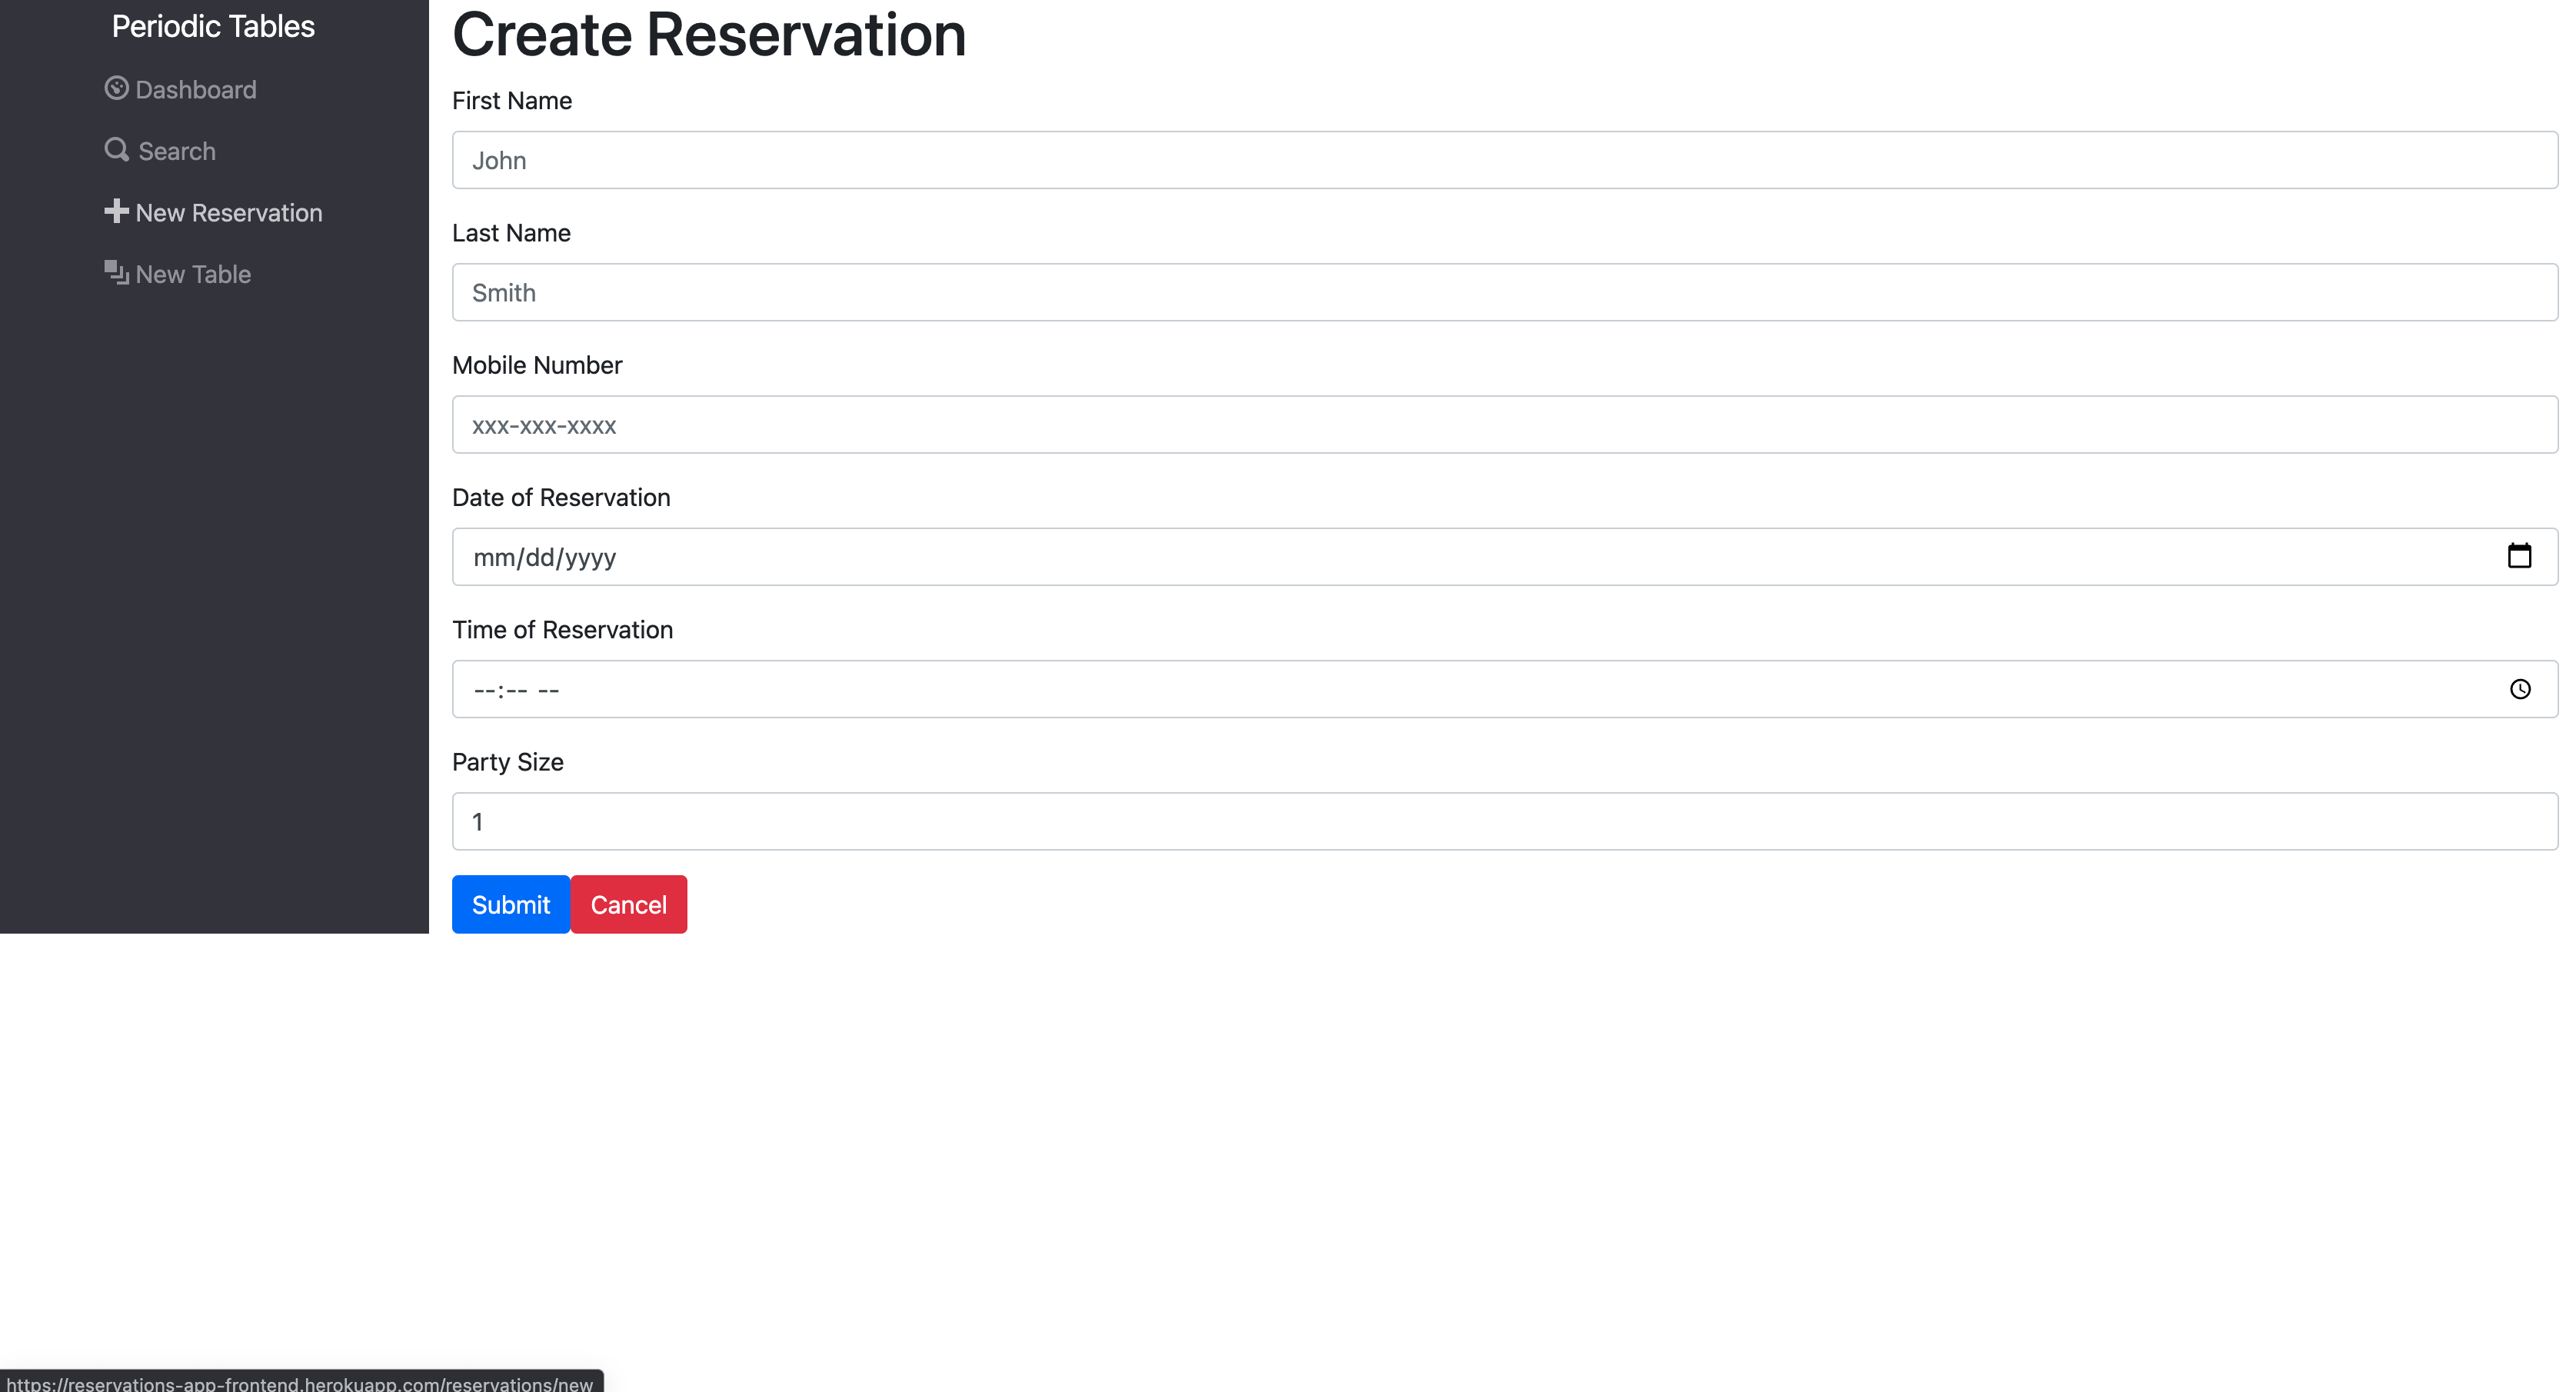 Periodic Tables
Dashboard
Search
New Reservation
New Table
Create Reservation
First Name
John
Last Name
Smith
Mobile Number
xxx-xxx-xxxx
Date of Reservation
mm/dd/yyyy
Time of Reservation
--:-- --
Party Size
1
Submit Cancel
https://reservations-app-frontend.herokuapp.com/reservations/new